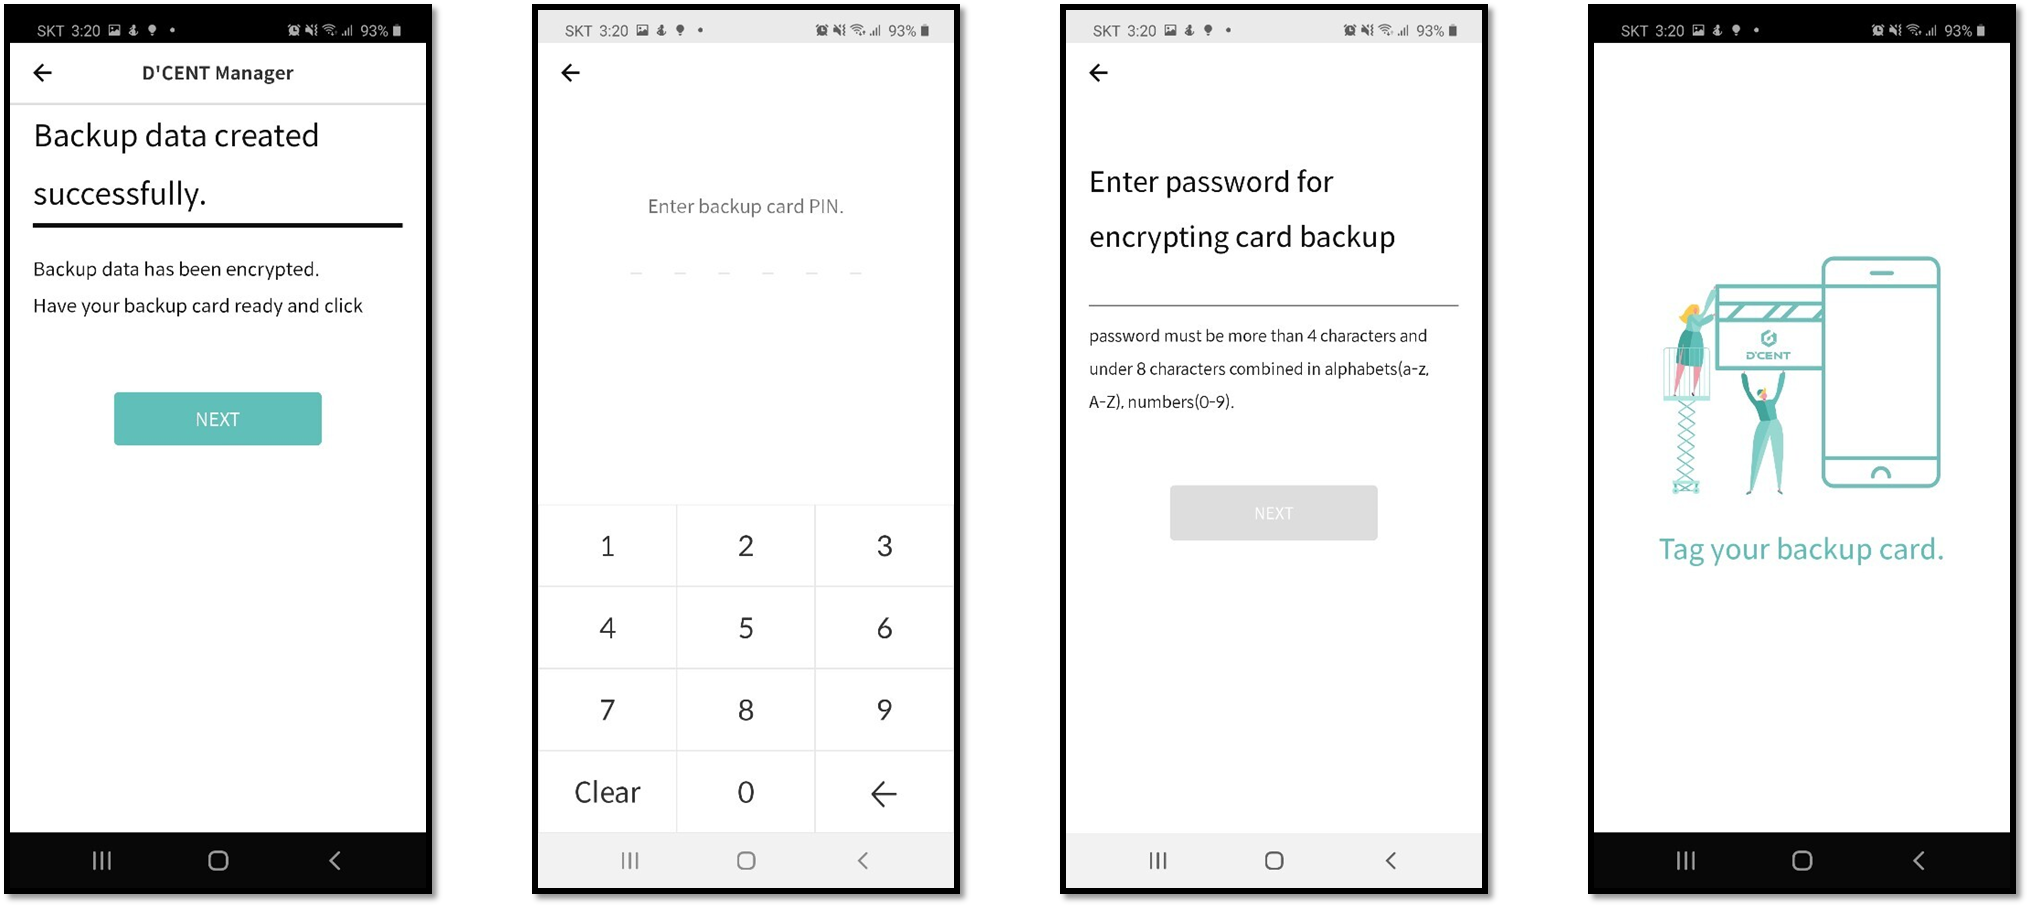 SKT 3:20
93%
D'CENT Manager
Backup data created
successfully.
Backup data has been encrypted.
Have your backup card ready and click
NEXT
SKT 3:20
93%
Enter backup card PIN.
1 2 3
4 5 6
7 8 9
Clear 0
SKT 3:20
93%
Enter password for
encrypting card backup
password must be more than 4 characters and
under 8 characters combined in alphabets(a-z,
A-Z), numbers(0-9).
NEXT
SKT 3:20
93%
D'CENT
Tag your backup card.